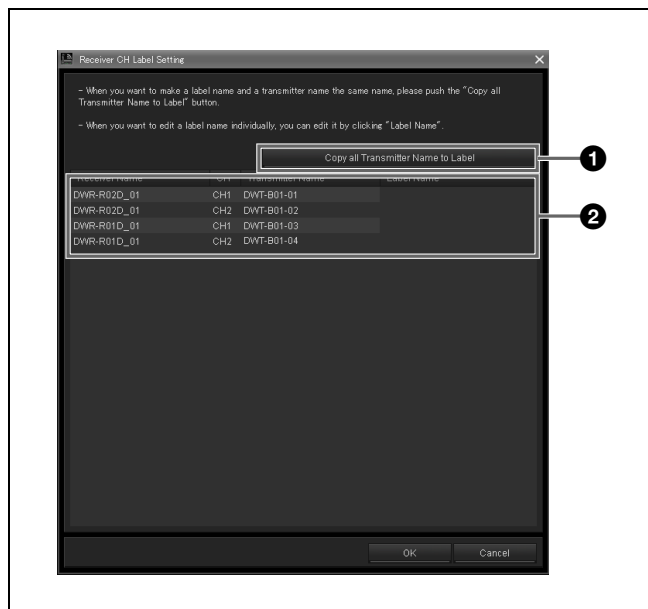 Receiver CH Label Setting
- When you want to make a label name and a transmitter name the same name, please push the "Copy all
Transmitter Name to Label" button.
- When you want to edit a label name individually, you can edit it by clicking "Label Name".
Copy all Transmitter Name to Label
1
Receiver Name CH Transmitter Name Label Name
2
DWR-R02D_01 CH1 DWT-B01-01
DWR-R02D_01 CH2 DWT-B01-02
DWR-R01D_01 CH1 DWT-B01-03
DWR-R01D_01 CH2 DWT-B01-04
OK Cancel